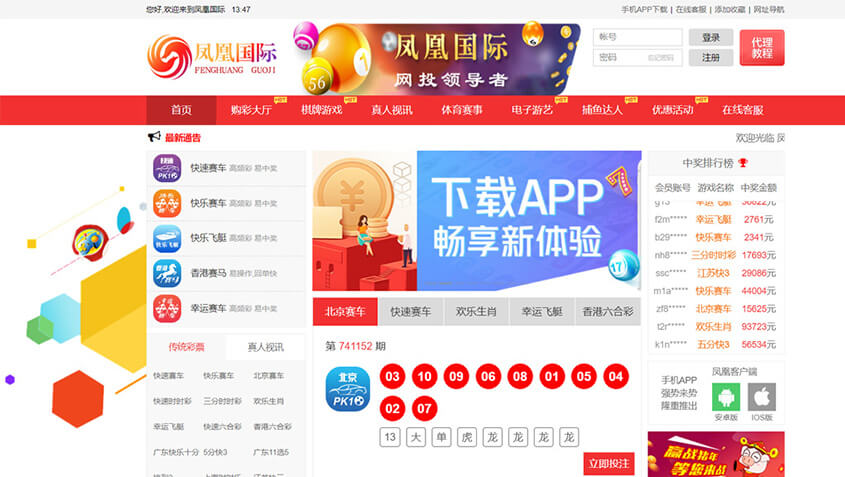 您好,欢迎来到凤凰国际 13:47
手机APP下载 | 在线客服 | 添加收藏 | 网址导航
凤凰国际
FENGHUANG GUOJI
56
凤凰国际
网投领导者
帐号
登录
密码 忘记密码
注册
代理
教程
首页 购彩大厅 HOT 棋牌游戏 HOT 真人视讯 体育赛事 电子游艺 HOT 捕鱼达人 HOT 优惠活动 HOT 在线客服
最新通告
欢迎光临 凤
快速
PK10
快速赛车 高频彩 易中奖
快乐赛车 高频彩 易中奖
快乐飞艇
快乐飞艇 高频彩 易中奖
香港
香港赛马 易操作,回单快
幸运赛车 高频彩 易中奖
传统彩票 真人视讯
快速赛车 快乐赛车 北京赛车
快速时时彩 三分时时彩 欢乐生肖
幸运飞艇 快速六合彩 香港六合彩
广东快乐十分 5分快3 广东11选5
下载APP
畅享新体验
7
17
北京赛车 快速赛车 欢乐生肖 幸运飞艇 香港六合彩
第 741152 期
北京
PK10
03 10 09 06 08 01 05 04
02 07
13 大 单 虎 龙 龙 龙 龙
立即投注
中奖排行榜
会员账号 游戏名称 中奖金额
f2m***** 幸运飞艇 2761元
b29***** 快乐赛车 2341元
nh8***** 三分时时彩 17693元
ssc***** 江苏快3 29086元
m1a***** 快乐赛车 44004元
zf8***** 北京赛车 15625元
t2r***** 欢乐生肖 93723元
k1n***** 五分快3 56534元
手机APP
强势来势
隆重推出
凤凰客户端
安卓版 IOS版
赢战猪年
等您来战